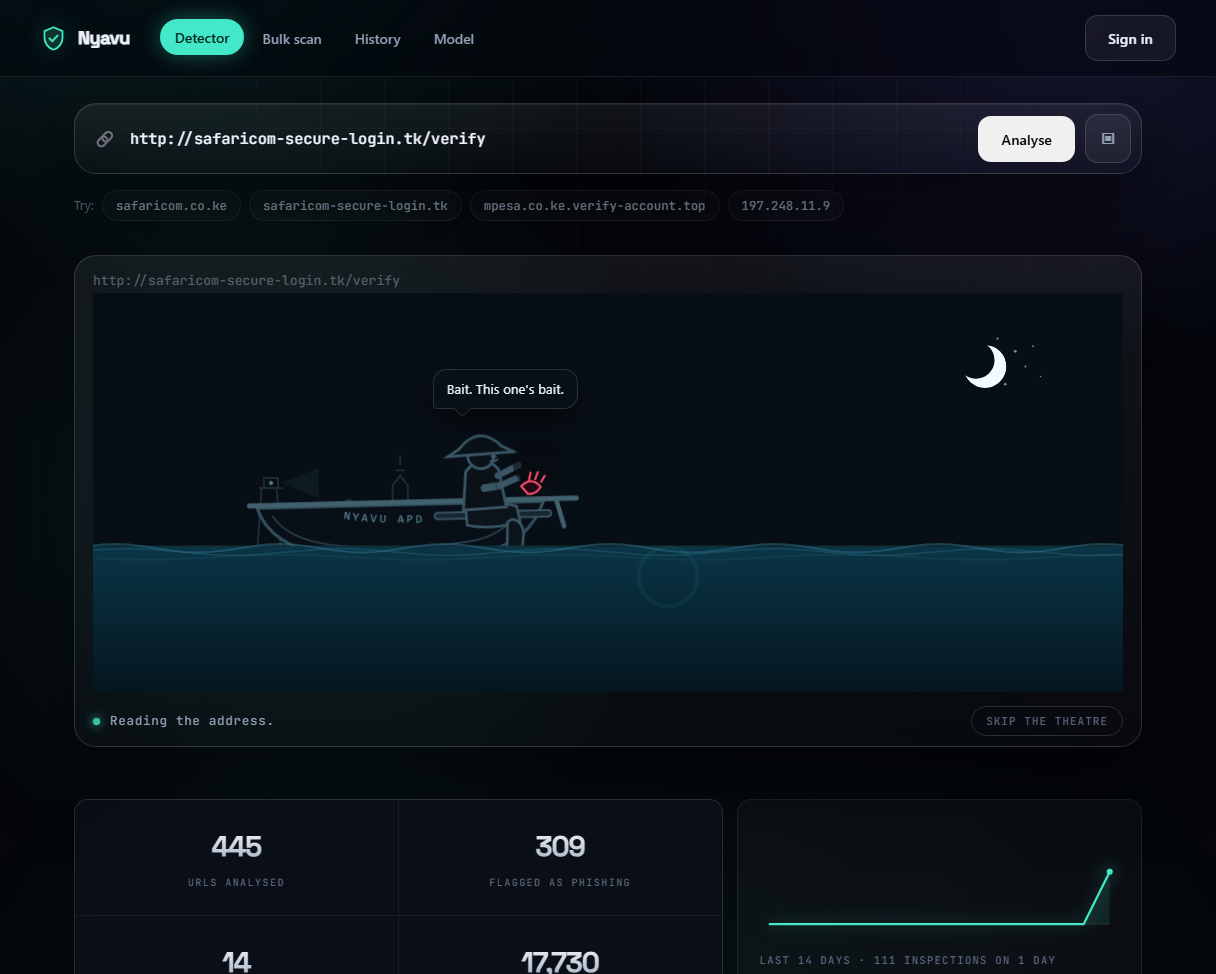 Nyavu
Detector
Bulk scan
History
Model
Sign in
http://safaricom-secure-login.tk/verify
Analyse
Try:
safaricom.co.ke
safaricom-secure-login.tk
mpesa.co.ke.verify-account.top
197.248.11.9
http://safaricom-secure-login.tk/verify
Bait. This one's bait.
NYAVU APD
Reading the address.
SKIP THE THEATRE
445
URLS ANALYSED
309
FLAGGED AS PHISHING
14
17,730
LAST 14 DAYS · 111 INSPECTIONS ON 1 DAY